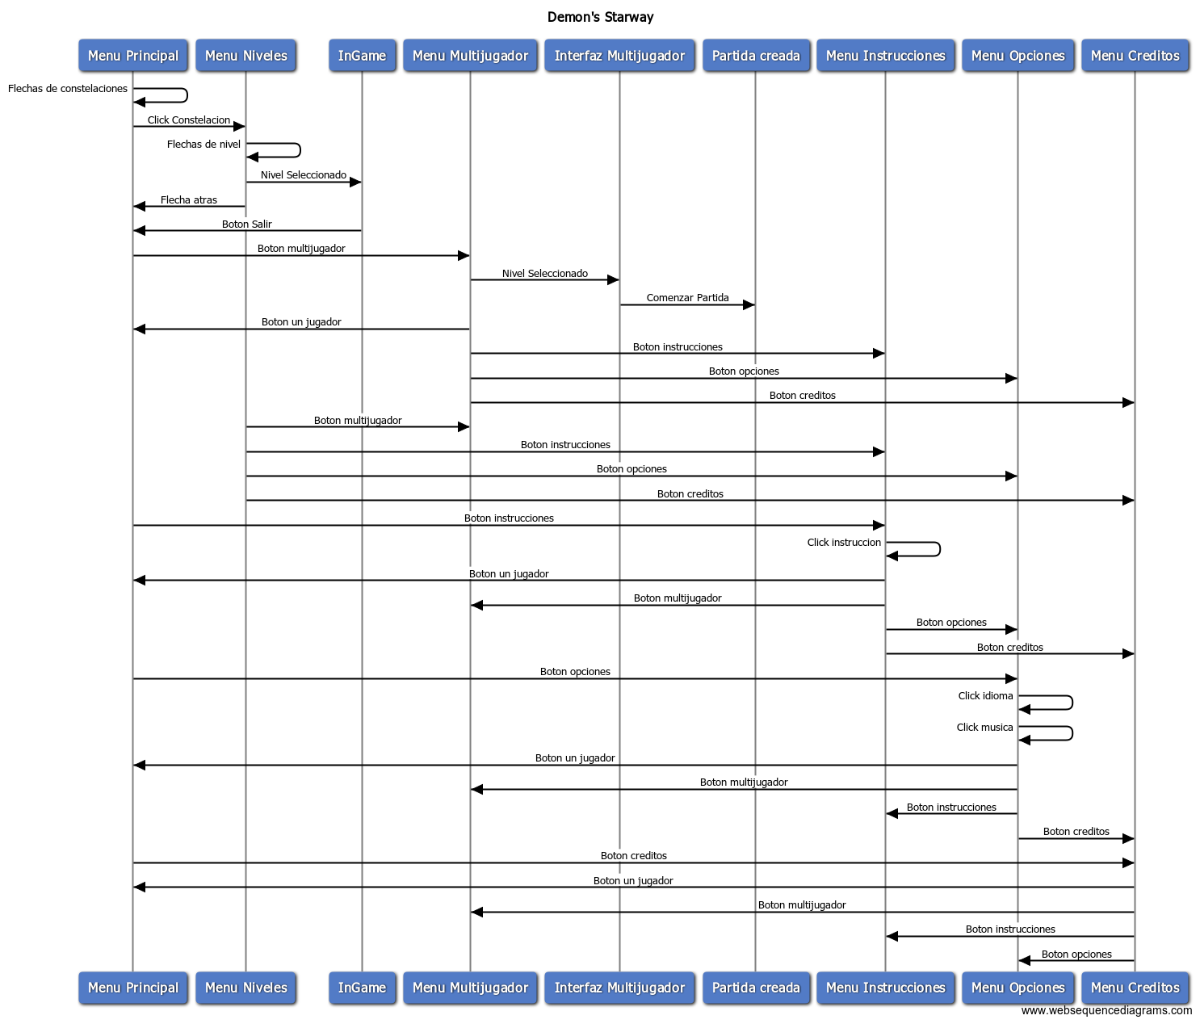 Demon's Starway
Menu Principal
Menu Niveles
InGame
Menu Multijugador
Interfaz Multijugador
Partida creada
Menu Instrucciones
Menu Opciones
Menu Creditos
Flechas de constelaciones
Click Constelacion
Flechas de nivel
Nivel Seleccionado
Flecha atras
Boton Salir
Boton multijugador
Nivel Seleccionado
Comenzar Partida
Boton un jugador
Boton instrucciones
Boton opciones
Boton creditos
Boton multijugador
Boton instrucciones
Boton opciones
Boton creditos
Boton instrucciones
Click instruccion
Boton un jugador
Boton multijugador
Boton opciones
Boton creditos
Boton opciones
Click idioma
Click musica
Boton un jugador
Boton multijugador
Boton instrucciones
Boton creditos
Boton creditos
Boton un jugador
Boton multijugador
Boton instrucciones
Boton opciones
Menu Principal
Menu Niveles
InGame
Menu Multijugador
Interfaz Multijugador
Partida creada
Menu Instrucciones
Menu Opciones
Menu Creditos
www.websequencediagrams.com